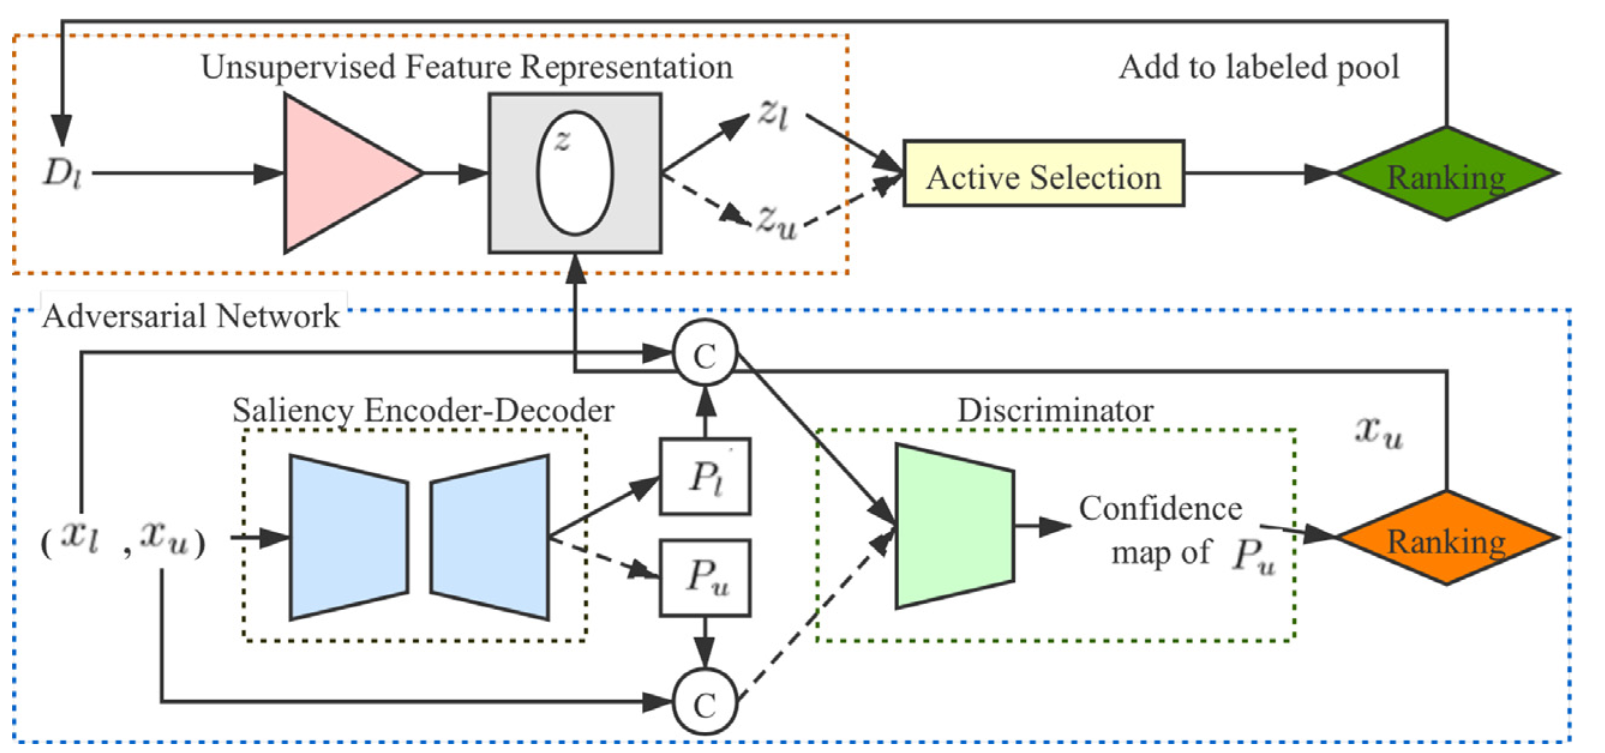 Unsupervised Feature Representation
Add to labeled pool
D_l
z
z_l
z_u
Active Selection
Ranking
Adversarial Network
C
Saliency Encoder-Decoder
Discriminator
x_u
P_l
(x_l ,x_u)
Confidence
map of P_u
Ranking
P_u
C